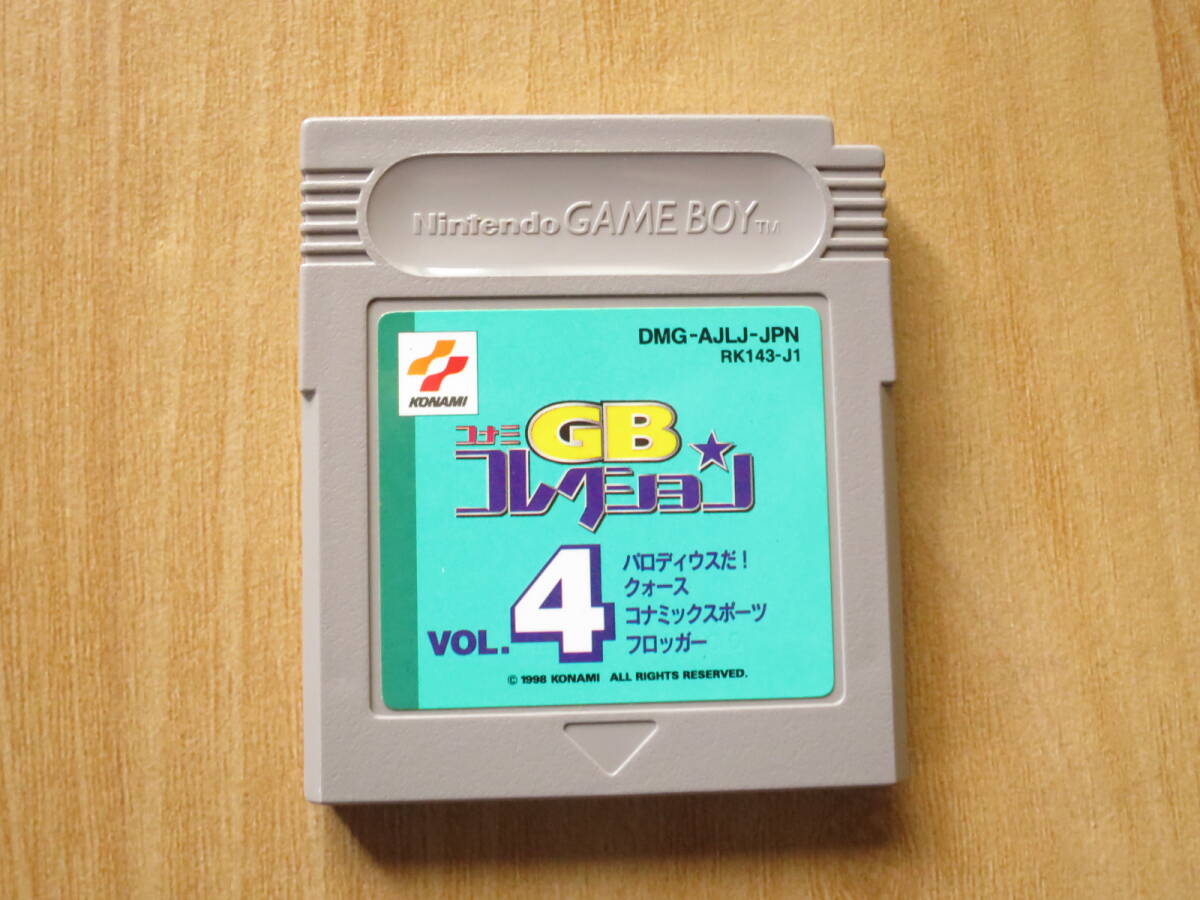 Nintendo GAME BOY™
DMG-AJLJ-JPN
RK143-J1
KONAMI
コナミ GB
コレクション
VOL. 4
パロディウスだ!
クォース
コナミックスポーツ
フロッガー
© 1998 KONAMI ALL RIGHTS RESERVED.